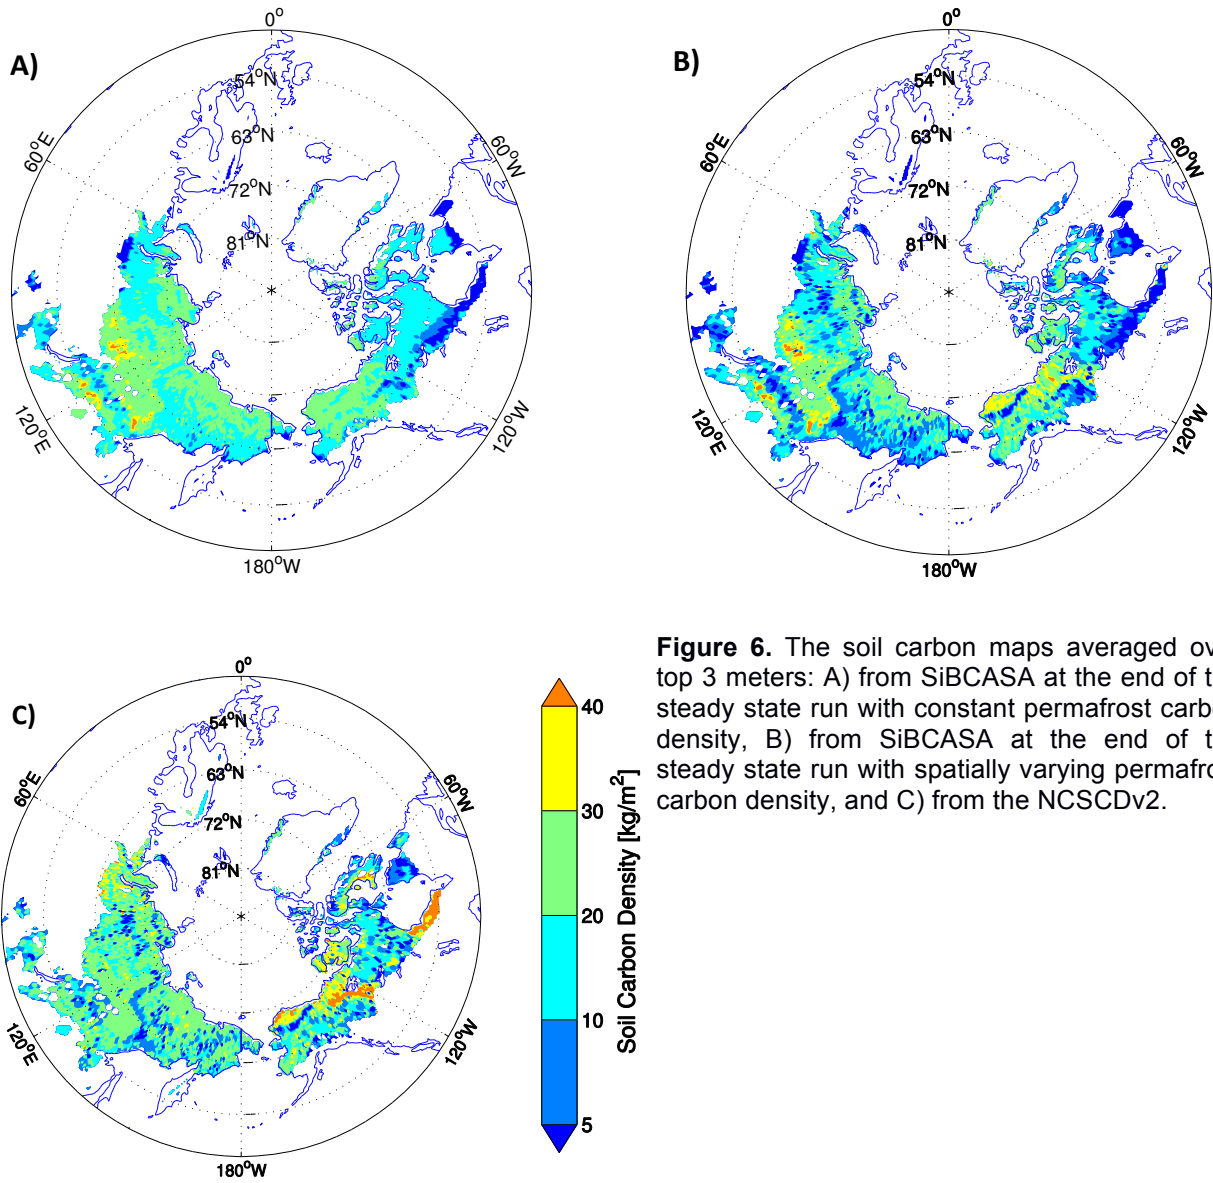 A)
0°
54°N
63°N
72°N
81°N
60°E
60°W
120°E
120°W
180°W
B)
0°
54°N
63°N
72°N
81°N
60°E
60°W
120°E
120°W
180°W
C)
0°
54°N
63°N
72°N
81°N
60°E
60°W
120°E
120°W
180°W
40
30
20
10
5
Soil Carbon Density [kg/m²]
Figure 6. The soil carbon maps averaged
top 3 meters: A) from SiBCASA at the end of
steady state run with constant permafrost
density, B) from SiBCASA at the end of
steady state run with spatially varying
carbon density, and C) from the NCSCDv2.